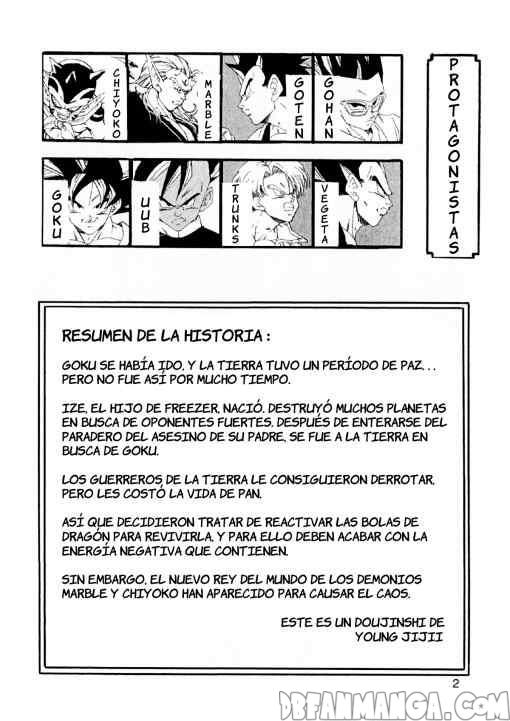 PROTAGONISTAS
CHIYOKO
MARBLE
GOTEN
GOHAN
GOKU
UUB
TRUNKS
VEGETA
RESUMEN DE LA HISTORIA :
GOKU SE HABÍA IDO, Y LA TIERRA TUVO UN PERÍODO DE PAZ...
PERO NO FUE ASÍ POR MUCHO TIEMPO.
IZE, EL HIJO DE FREEZER, NACIÓ. DESTRUYÓ MUCHOS PLANETAS
EN BUSCA DE OPONENTES FUERTES. DESPUÉS DE ENTERARSE DEL
PARADERO DEL ASESINO DE SU PADRE, SE FUE A LA TIERRA EN
BUSCA DE GOKU.
LOS GUERREROS DE LA TIERRA LE CONSIGUIERON DERROTAR,
PERO LES COSTÓ LA VIDA DE PAN.
ASÍ QUE DECIDIERON TRATAR DE REACTIVAR LAS BOLAS DE
DRAGÓN PARA REVIVIRLA, Y PARA ELLO DEBEN ACABAR CON LA
ENERGÍA NEGATIVA QUE CONTIENEN.
SIN EMBARGO, EL NUEVO REY DEL MUNDO DE LOS DEMONIOS
MARBLE Y CHIYOKO HAN APARECIDO PARA CAUSAR EL CAOS.
ESTE ES UN DOUJINSHI DE
YOUNG JIJII
2
DBFANMANGA.COM